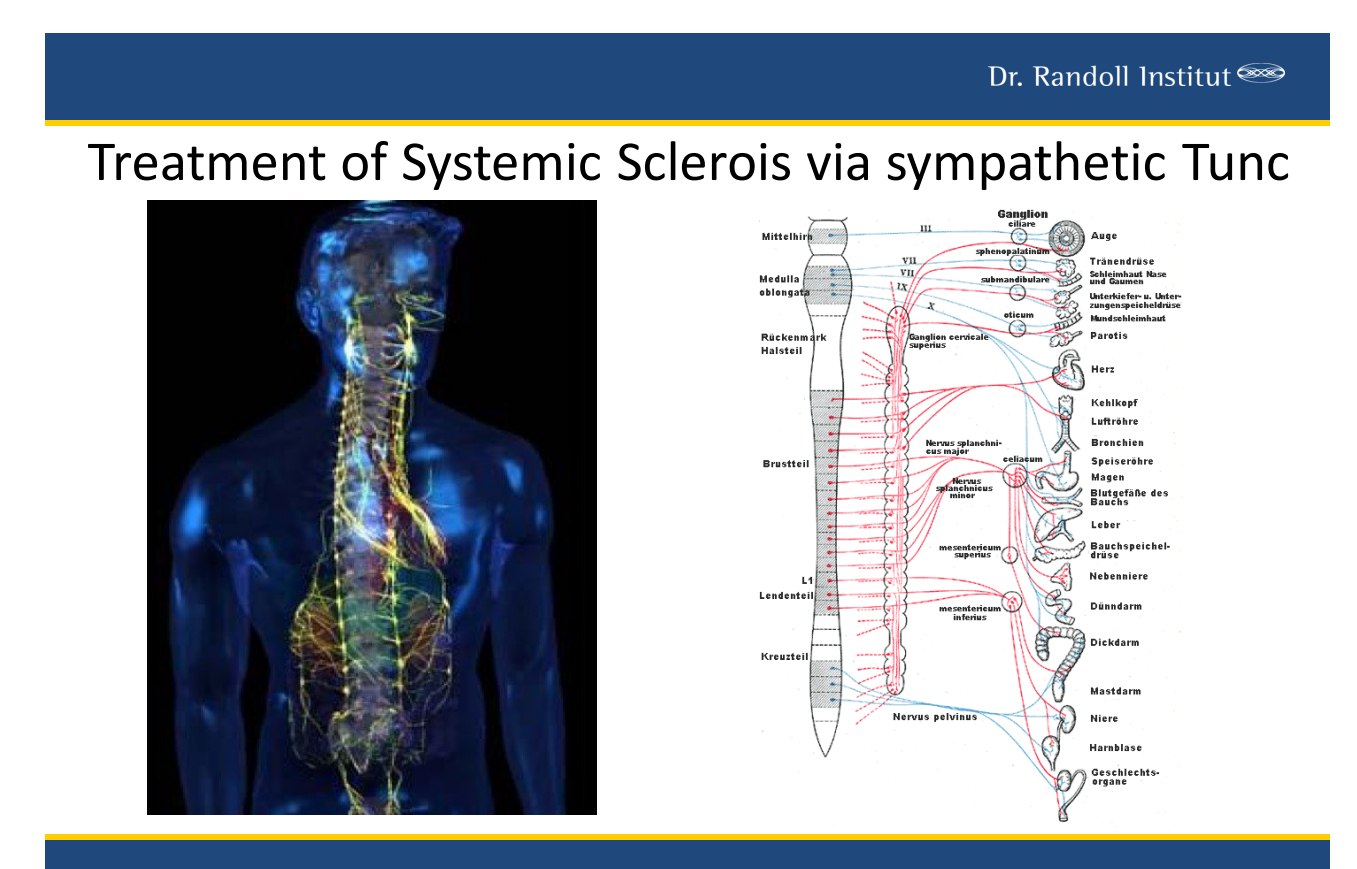 Dr. Randoll Institut
Treatment of Systemic Sclerois via sympathetic Tunc
Ganglion
ciliare
III
Mittelhirn
Auge
sphenopalatinum
VII
Tränendrüse
VII
Schleimhaut Nase
und Gaumen
Medulla
oblongata
submandibulare
IX
Unterkiefer- u. Unter-
zungenspeicheldrüse
X
oticum
Mundschleimhaut
Parotis
Rückenmark
Halsteil
Ganglion cervicale
superius
Herz
Kehlkopf
Luftröhre
Bronchien
Nervus splanchni-
cus major
celiacum
Brustteil
Speiseröhre
Magen
Nervus
splanchnicus
minor
Blutgefäße des
Bauchs
Leber
mesentericum
superius
Bauchspeichel-
drüse
L1
Nebenniere
Lendenteil
mesentericum
inferius
Dünndarm
Dickdarm
Kreuzteil
Mastdarm
Nervus pelvinus
Niere
Harnblase
Geschlechts-
organe